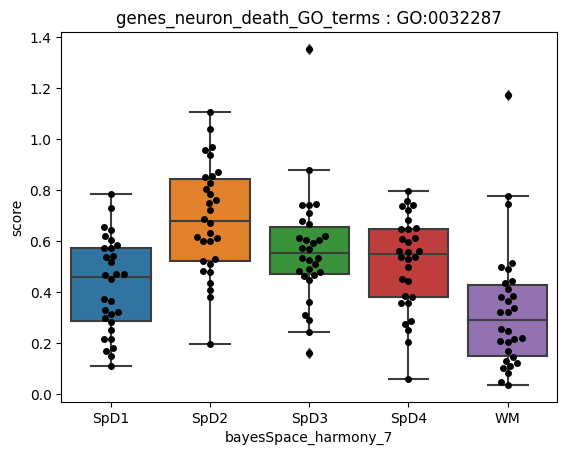 genes_neuron_death_GO_terms : GO:0032287
score
1.4
1.2
1.0
0.8
0.6
0.4
0.2
0.0
SpD1 SpD2 SpD3 SpD4 WM
bayesSpace_harmony_7